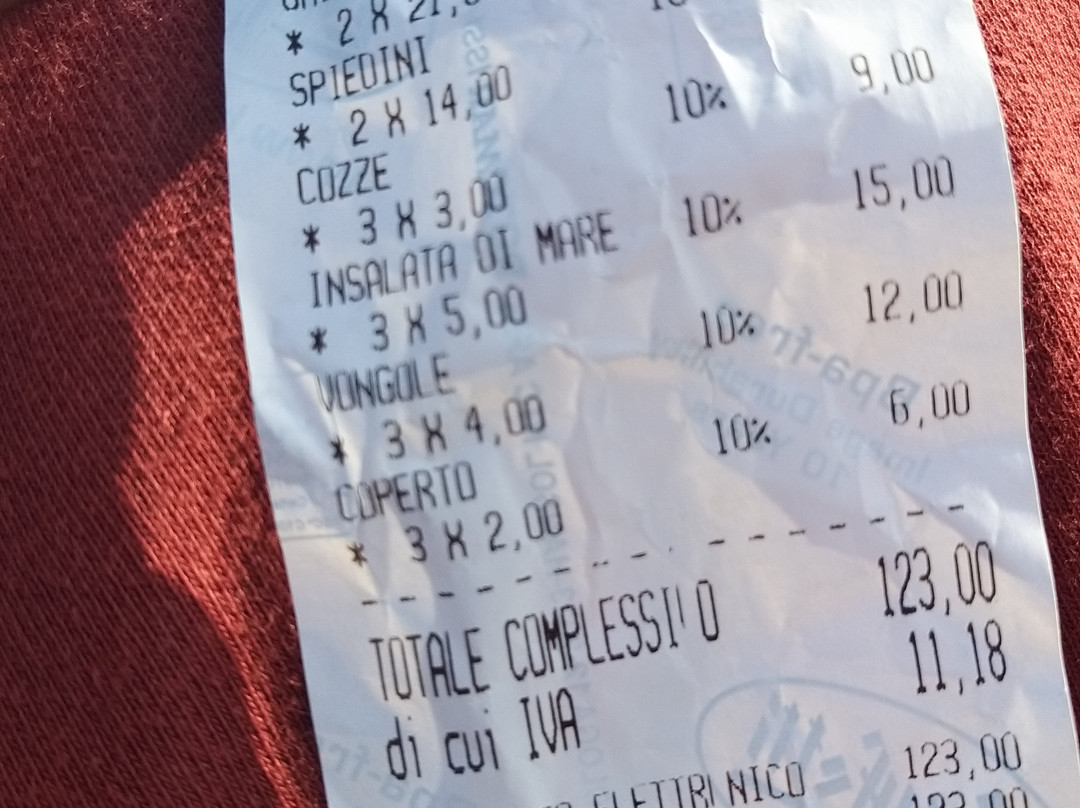 * 2 X
SPIEDINI
* 2 X 14,00
COZZE 10% 9,00
* 3 X 3,00
INSALATA DI MARE 10% 15,00
* 3 X 5,00
VONGOLE 10% 12,00
* 3 X 4,00
COPERTO 10% 6,00
* 3 X 2,00
- - - - - - - - - - - - - - - -
TOTALE COMPLESSIVO 123,00
di cui IVA 11,18
ELETTRONICO 123,00